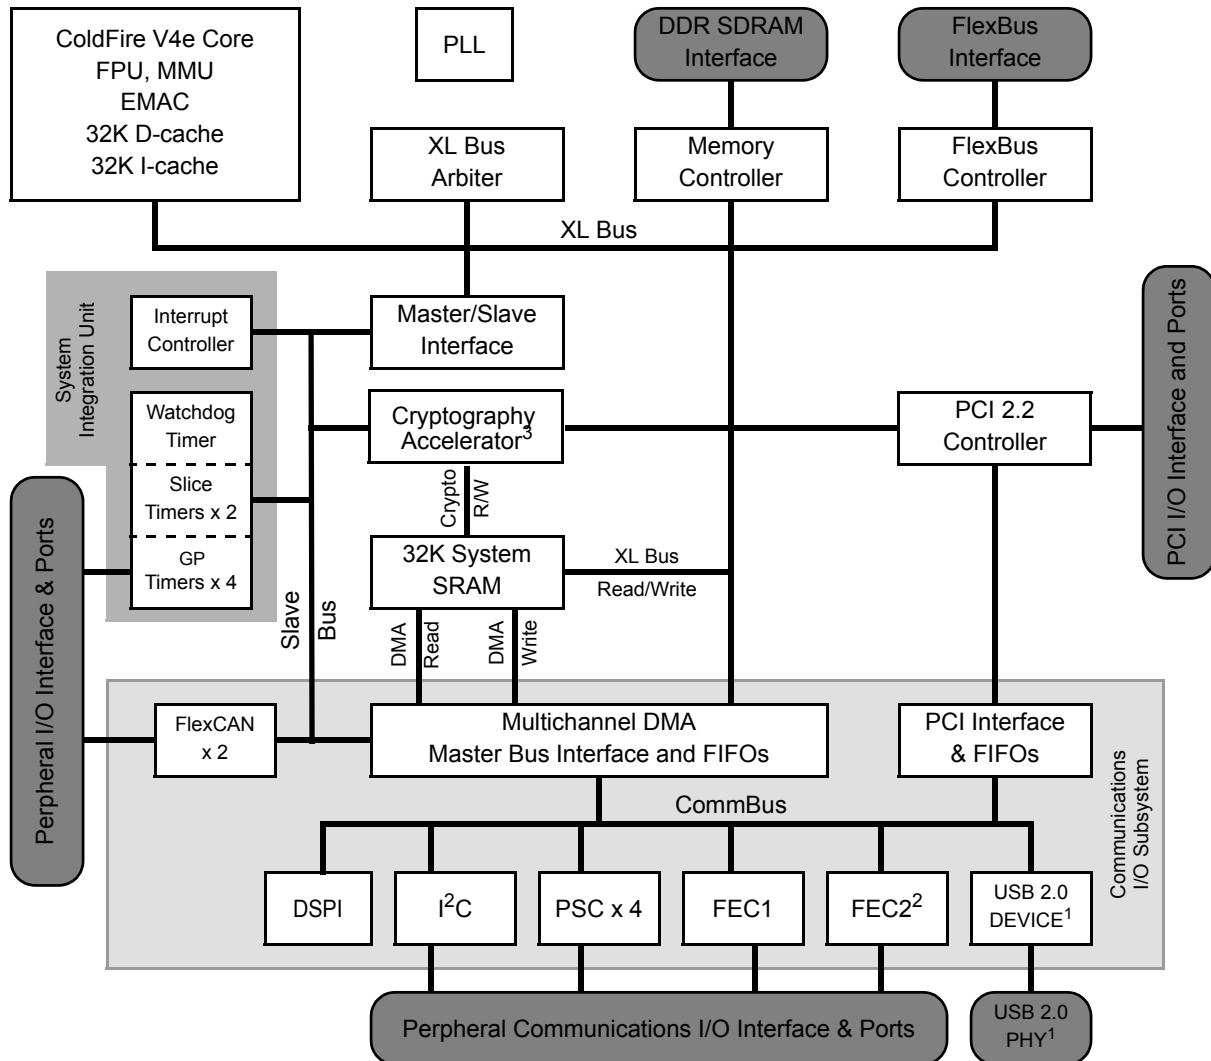 ColdFire V4e Core
FPU, MMU
EMAC
32K D-cache
32K I-cache
PLL
DDR SDRAM
Interface
FlexBus
Interface
XL Bus
Arbiter
Memory
Controller
FlexBus
Controller
XL Bus
System
Integration Unit
Interrupt
Controller
Master/Slave
Interface
Watchdog
Timer
Slice
Timers x 2
GP
Timers x 4
Cryptography
Accelerator³
PCI 2.2
Controller
PCI I/O Interface and Ports
Crypto
R/W
32K System
SRAM
XL Bus
Read/Write
Perpheral I/O Interface & Ports
Slave
Bus
DMA
Read
DMA
Write
FlexCAN
x 2
Multichannel DMA
Master Bus Interface and FIFOs
PCI Interface
& FIFOs
Communications
I/O Subsystem
CommBus
DSPI
I²C
PSC x 4
FEC1
FEC2²
USB 2.0
DEVICE¹
Perpheral Communications I/O Interface & Ports
USB 2.0
PHY¹